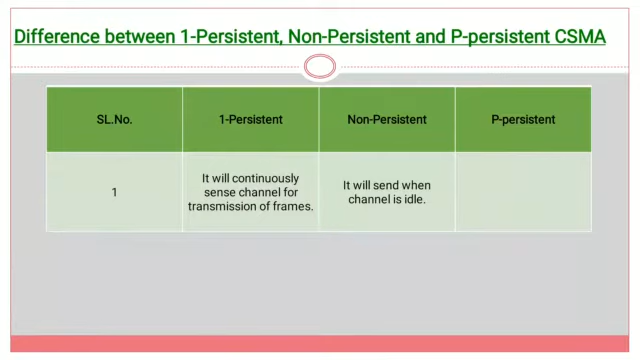 Difference between 1-Persistent, Non-Persistent and P-persistent CSMA
SL.No.
1-Persistent
Non-Persistent
P-persistent
1
It will continuously
sense channel for
transmission of frames.
It will send when
channel is idle.